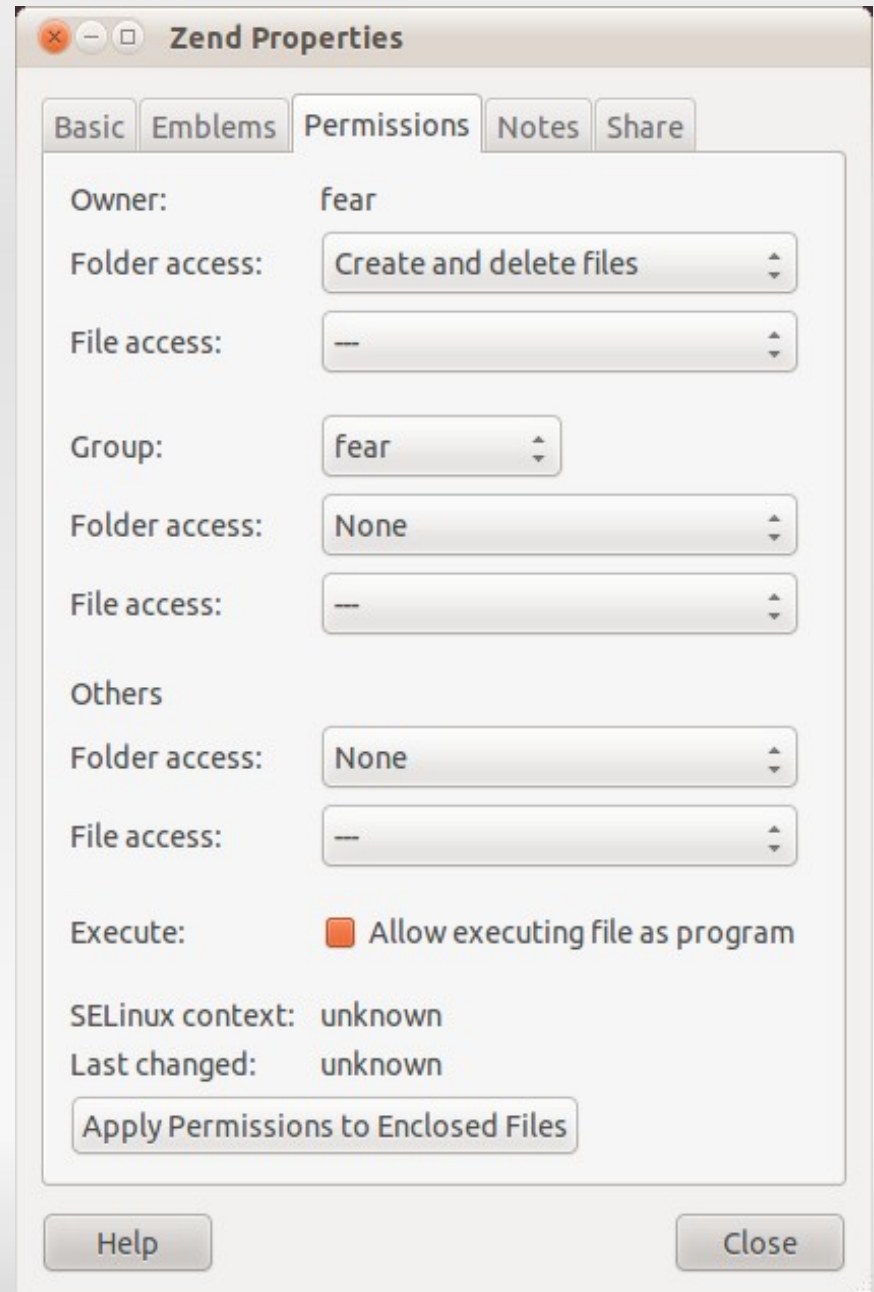 Zend Properties
Basic Emblems Permissions Notes Share
Owner: fear
Folder access: Create and delete files
File access: ---
Group: fear
Folder access: None
File access: ---
Others
Folder access: None
File access: ---
Execute: Allow executing file as program
SELinux context: unknown
Last changed: unknown
Apply Permissions to Enclosed Files
Help Close